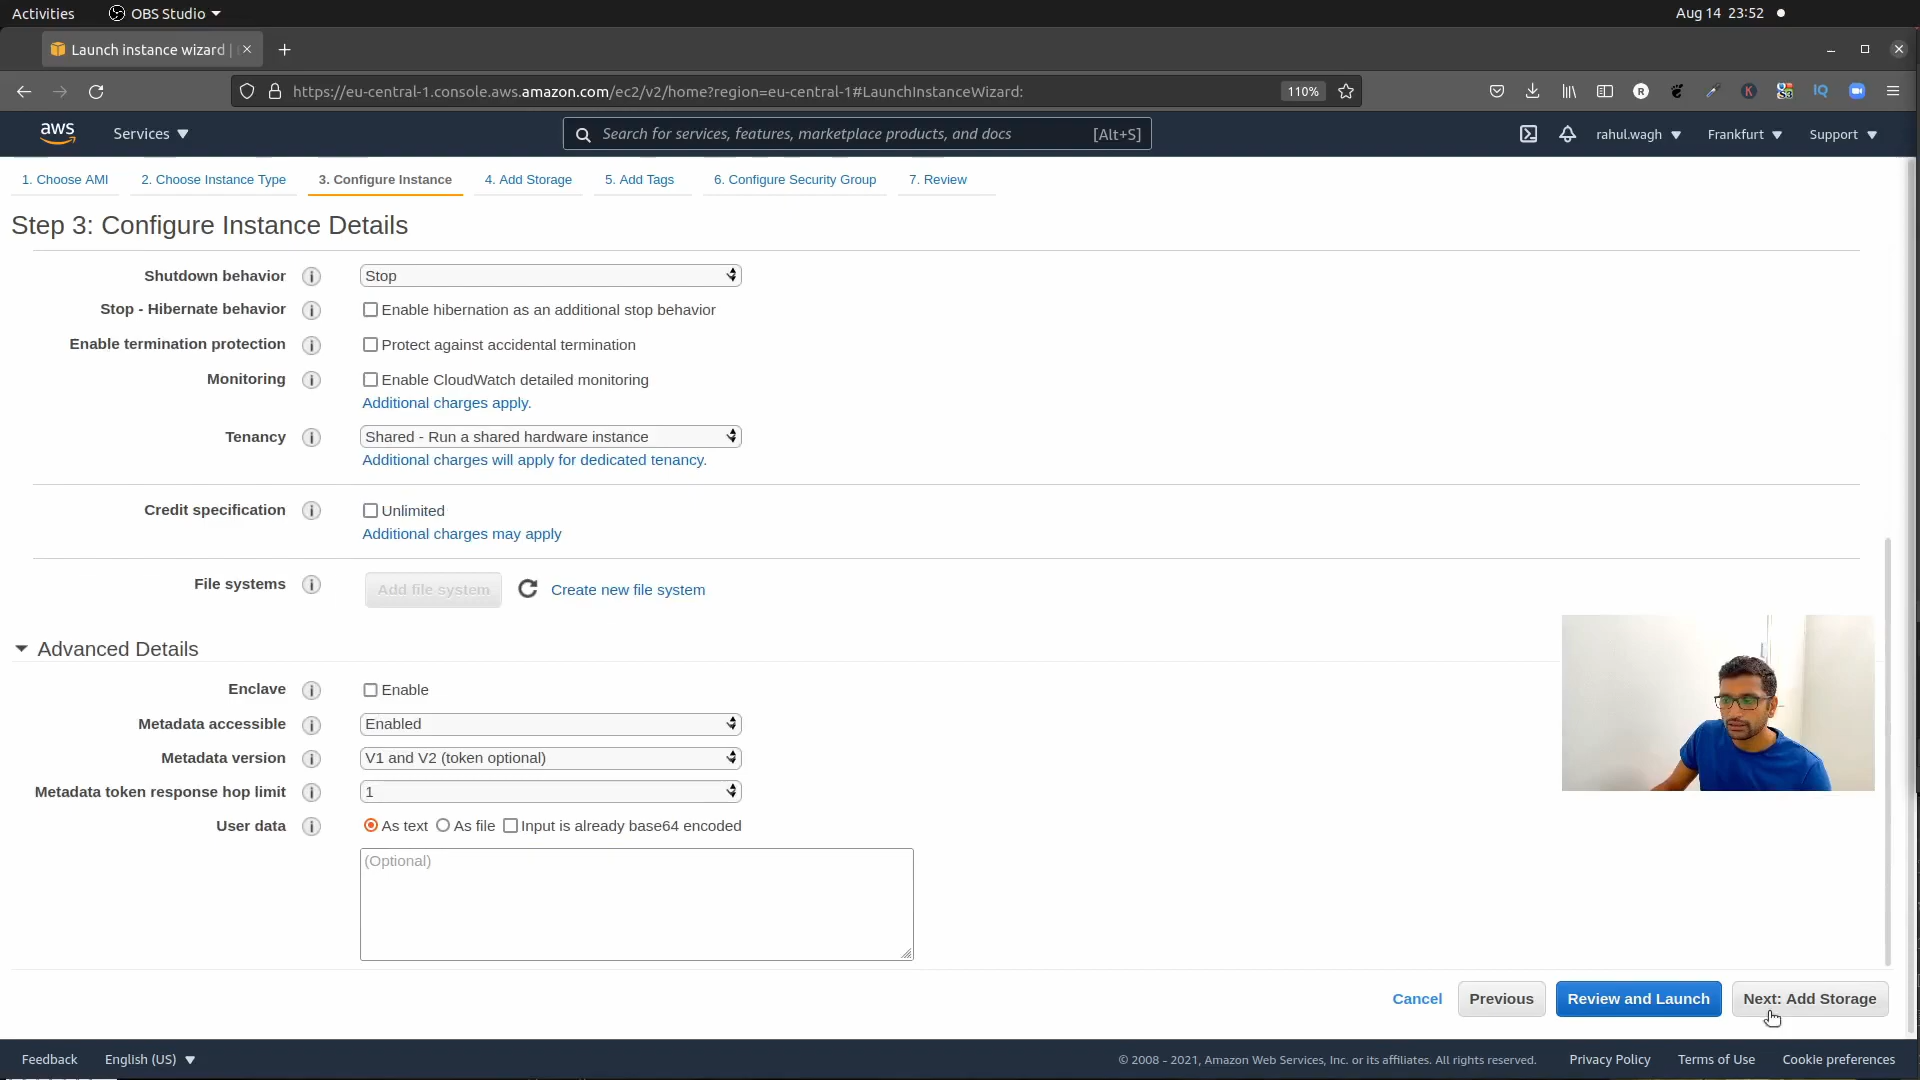 Activities OBS Studio Aug 14 23:52
Launch instance wizard |
https://eu-central-1.console.aws.amazon.com/ec2/v2/home?region=eu-central-1#LaunchInstanceWizard: 110% R K S3 IQ
aws Services Search for services, features, marketplace products, and docs [Alt+S] rahul.wagh Frankfurt Support
1. Choose AMI 2. Choose Instance Type 3. Configure Instance 4. Add Storage 5. Add Tags 6. Configure Security Group 7. Review
Step 3: Configure Instance Details
Shutdown behavior i Stop
Stop - Hibernate behavior i Enable hibernation as an additional stop behavior
Enable termination protection i Protect against accidental termination
Monitoring i Enable CloudWatch detailed monitoring
Additional charges apply.
Tenancy i Shared - Run a shared hardware instance
Additional charges will apply for dedicated tenancy.
Credit specification i Unlimited
Additional charges may apply
File systems i Add file system Create new file system
Advanced Details
Enclave i Enable
Metadata accessible i Enabled
Metadata version i V1 and V2 (token optional)
Metadata token response hop limit i 1
User data i As text As file Input is already base64 encoded
(Optional)
Cancel Previous Review and Launch Next: Add Storage
Feedback English (US) © 2008 - 2021, Amazon Web Services, Inc. or its affiliates. All rights reserved. Privacy Policy Terms of Use Cookie preferences